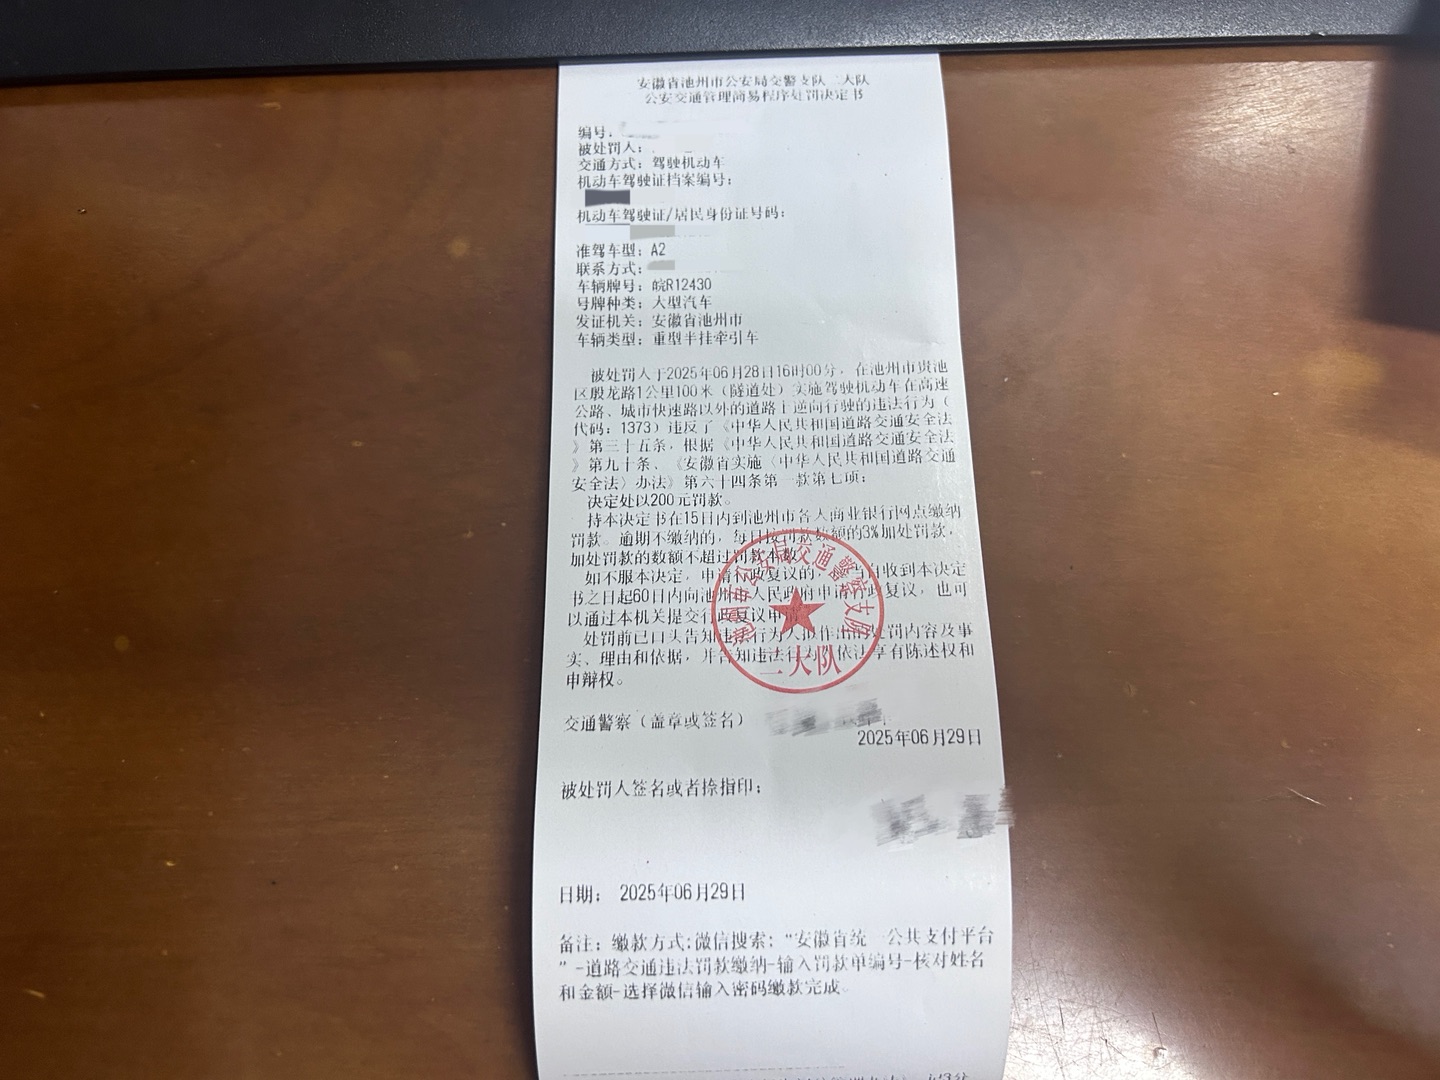 安徽省池州市公安局交警支队二大队
公安交通管理简易程序处罚决定书
编号:
被处罚人:
交通方式: 驾驶机动车
机动车驾驶证档案编号:
机动车驾驶证/居民身份证号码:
准驾车型: A2
联系方式:
车辆牌号: 皖R12430
号牌种类: 大型汽车
发证机关: 安徽省池州市
车辆类型: 重型半挂牵引车
被处罚人于2025年06月28日16时00分, 在池州市贵池
区殷龙路1公里100米(隧道处)实施驾驶机动车在高速
公路、城市快速路以外的道路上逆向行驶的违法行为(
代码: 1373)违反了《中华人民共和国道路交通安全法
》第三十五条, 根据《中华人民共和国道路交通安全法
》第九十条、《安徽省实施〈中华人民共和国道路交通
安全法〉办法》第六十四条第一款第七项:
决定处以200元罚款。
持本决定书在15日内到池州市各大商业银行网点缴纳
罚款。逾期不缴纳的, 每日按罚款数额的3%加处罚款,
加处罚款的数额不超过罚款本数
如不服本决定, 申请行政复议的, 当自收到本决定
书之日起60日内向池州市人民政府申请行政复议, 也可
以通过本机关提交行政复议申请
处罚前已口头告知违法行为人拟作出的处罚内容及事
实、理由和依据, 并告知违法行为人依法享有陈述权和
申辩权。
池州市公安局交通警察支队
二大队
交通警察(盖章或签名)
2025年06月29日
被处罚人签名或者捺指印:
日期: 2025年06月29日
备注: 缴款方式:微信搜索: “安徽省统一公共支付平台
”-道路交通违法罚款缴纳-输入罚款单编号-核对姓名
和金额-选择微信输入密码缴款完成。